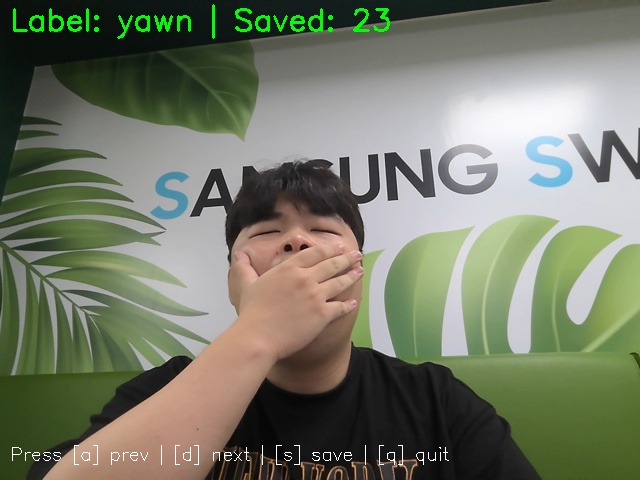 Label: yawn | Saved: 23
SAMSUNG SW
Press [a] prev | [d] next | [s] save | [q] quit